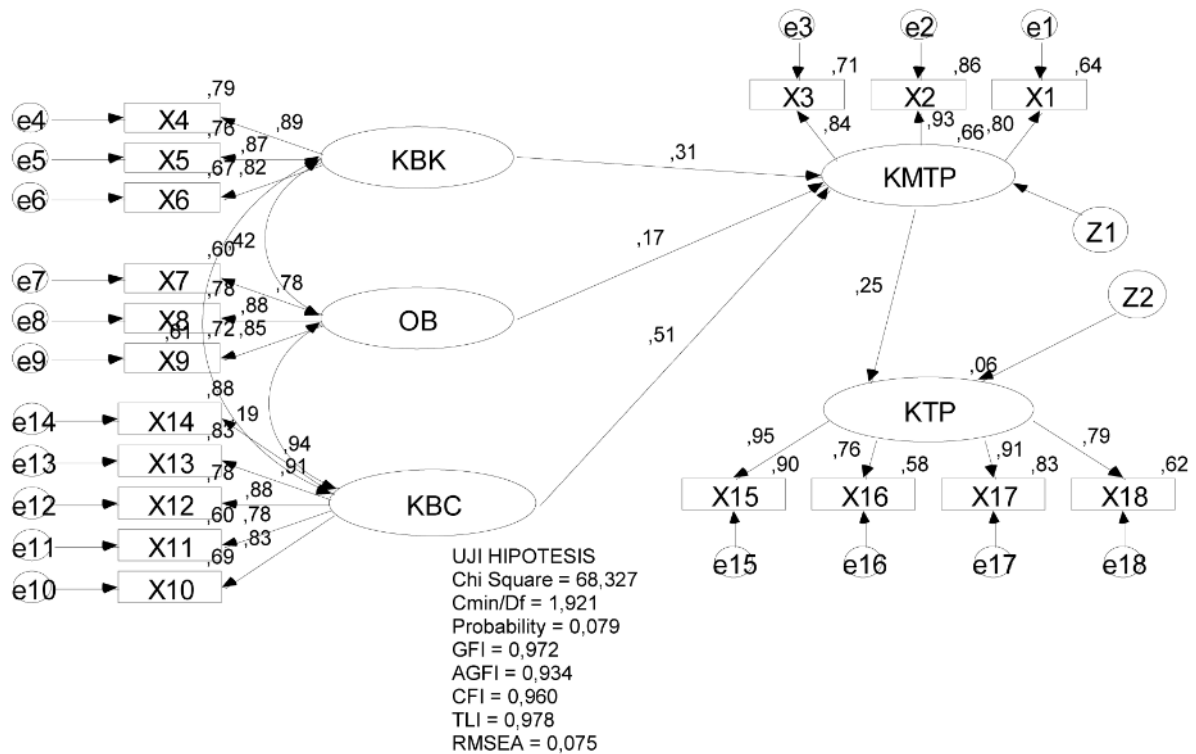 e3
e2
e1
,71
,86
,64
X3
X2
X1
,84
,93
,66
,80
KMTP
Z1
,79
e4
X4
,76
,89
e5
X5
,87
,67
,82
e6
X6
KBK
,31
,60
,42
e7
X7
,78
,78
e8
X8
,88
,81
,72
,85
e9
X9
OB
,17
,25
Z2
,51
,88
e14
X14
,19
,83
,94
e13
X13
,91
,78
e12
X12
,88
,60
,78
e11
X11
,83
,69
e10
X10
KBC
,06
KTP
,95
,76
,91
,79
,90
,58
,83
,62
X15
X16
X17
X18
e15
e16
e17
e18
UJI HIPOTESIS
Chi Square = 68,327
Cmin/Df = 1,921
Probability = 0,079
GFI = 0,972
AGFI = 0,934
CFI = 0,960
TLI = 0,978
RMSEA = 0,075